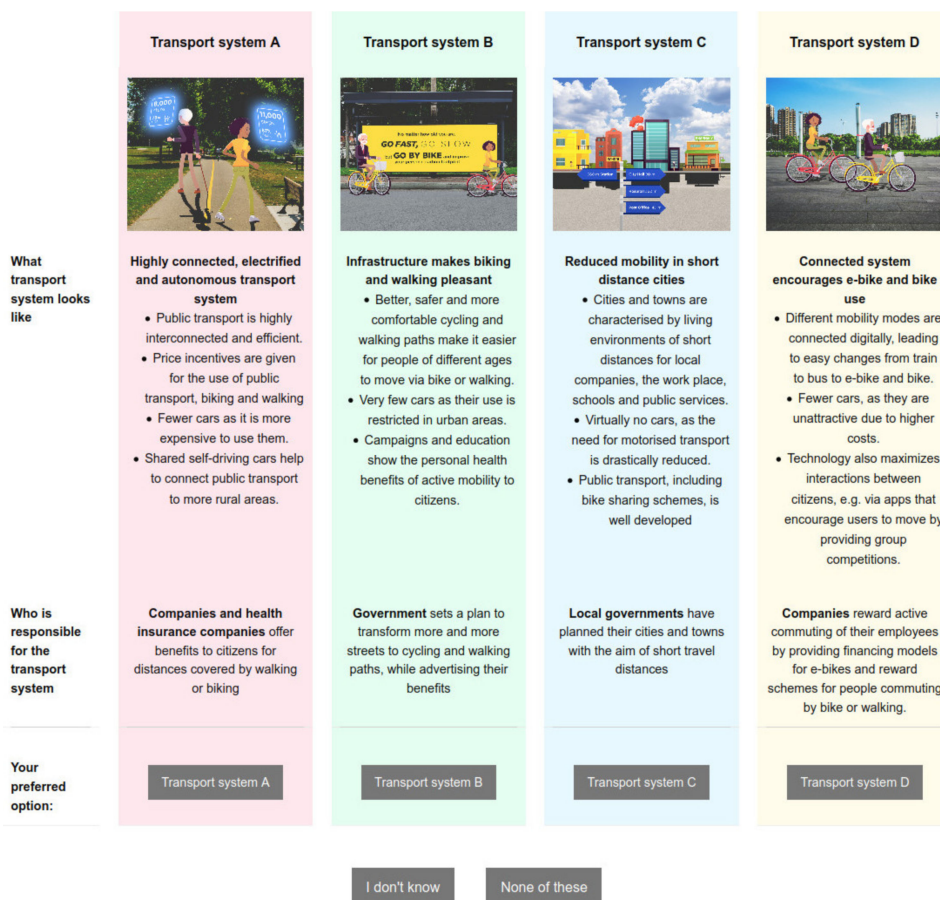 Transport system A
Transport system B
Transport system C
Transport system D
10,000
11,000
GO FAST, GO SLOW
GO BY BIKE
What
transport
system looks
like
Highly connected, electrified
and autonomous transport
system
• Public transport is highly
interconnected and efficient.
• Price incentives are given
for the use of public
transport, biking and walking
• Fewer cars as it is more
expensive to use them.
• Shared self-driving cars help
to connect public transport
to more rural areas.
Infrastructure makes biking
and walking pleasant
• Better, safer and more
comfortable cycling and
walking paths make it easier
for people of different ages
to move via bike or walking.
• Very few cars as their use is
restricted in urban areas.
• Campaigns and education
show the personal health
benefits of active mobility to
citizens.
Reduced mobility in short
distance cities
• Cities and towns are
characterised by living
environments of short
distances for local
companies, the work place,
schools and public services.
• Virtually no cars, as the
need for motorised transport
is drastically reduced.
• Public transport, including
bike sharing schemes, is
well developed
Connected system
encourages e-bike and bike
use
• Different mobility modes are
connected digitally, leading
to easy changes from train
to bus to e-bike and bike.
• Fewer cars, as they are
unattractive due to higher
costs.
• Technology also maximizes
interactions between
citizens, e.g. via apps that
encourage users to move by
providing group
competitions.
Who is
responsible
for the
transport
system
Companies and health
insurance companies offer
benefits to citizens for
distances covered by walking
or biking
Government sets a plan to
transform more and more
streets to cycling and walking
paths, while advertising their
benefits
Local governments have
planned their cities and towns
with the aim of short travel
distances
Companies reward active
commuting of their employees
by providing financing models
for e-bikes and reward
schemes for people commuting
by bike or walking.
Your
preferred
option:
Transport system A
Transport system B
Transport system C
Transport system D
I don't know
None of these